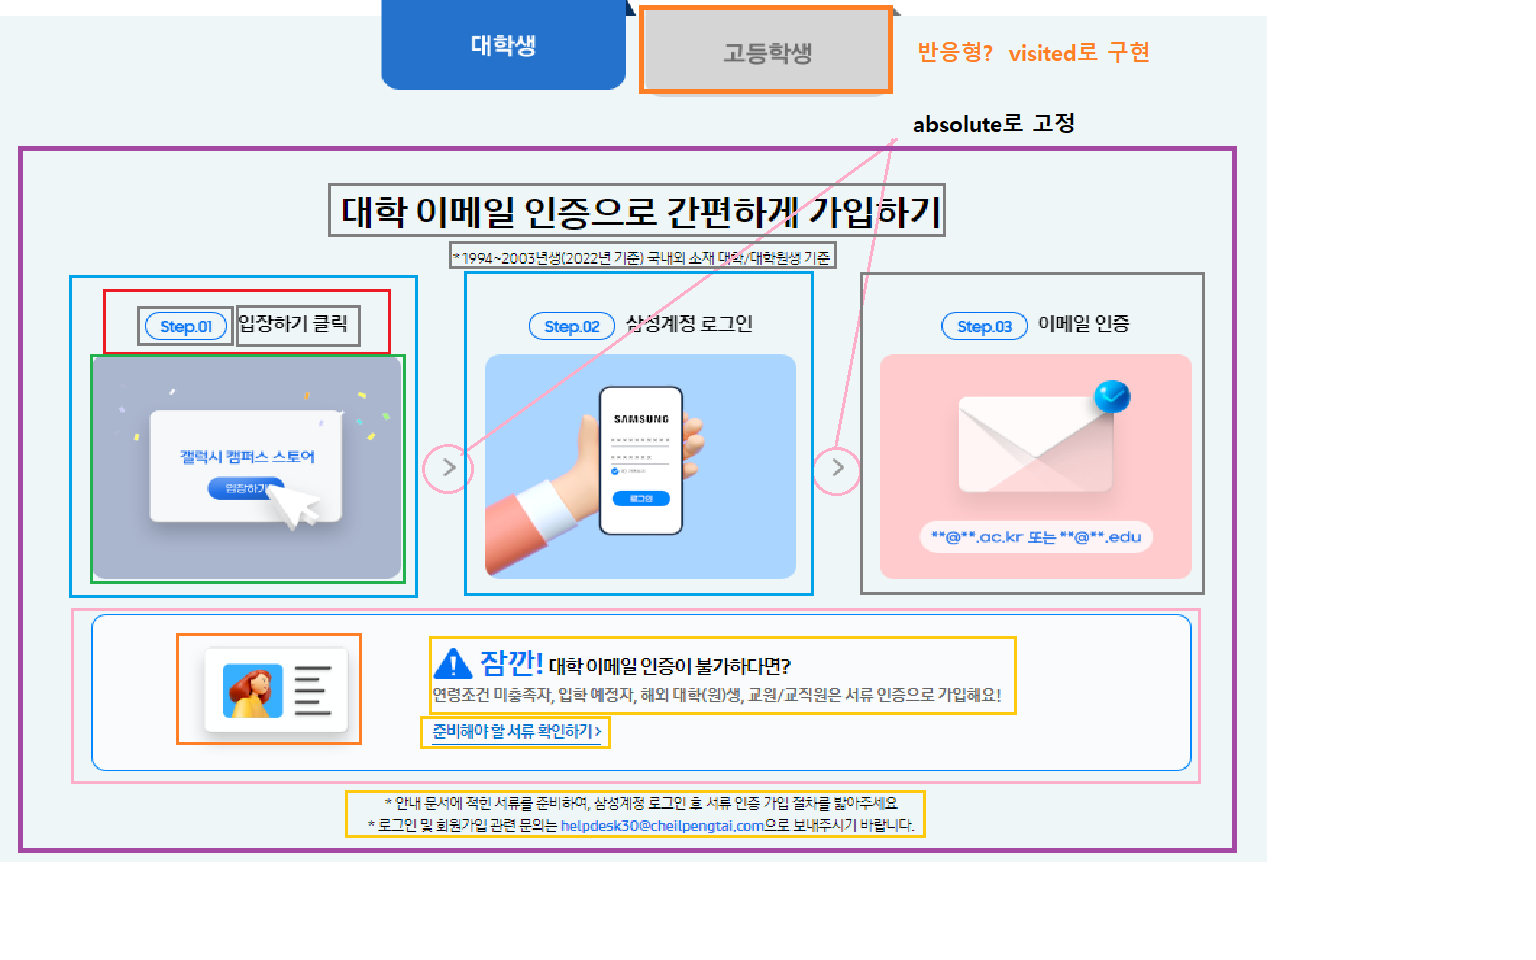 대학생
고등학생
반응형? visited로 구현
absolute로 고정
대학 이메일 인증으로 간편하게 가입하기
*1994~2003년생(2022년 기준) 국내외 소재 대학/대학원생 기준
Step.01 입장하기 클릭
Step.02 삼성계정 로그인
Step.03 이메일 인증
갤럭시 캠퍼스 스토어
입장하기
SAMSUNG
로그인
**@**.ac.kr 또는 **@**.edu
잠깐! 대학 이메일 인증이 불가하다면?
연령조건 미충족자, 입학 예정자, 해외 대학(원)생, 교원/교직원은 서류 인증으로 가입해요!
준비해야 할 서류 확인하기 >
* 안내 문서에 적힌 서류를 준비하여, 삼성계정 로그인 후 서류 인증 가입 절차를 밟아주세요
* 로그인 및 회원가입 관련 문의는 helpdesk30@cheilpengtai.com으로 보내주시기 바랍니다.